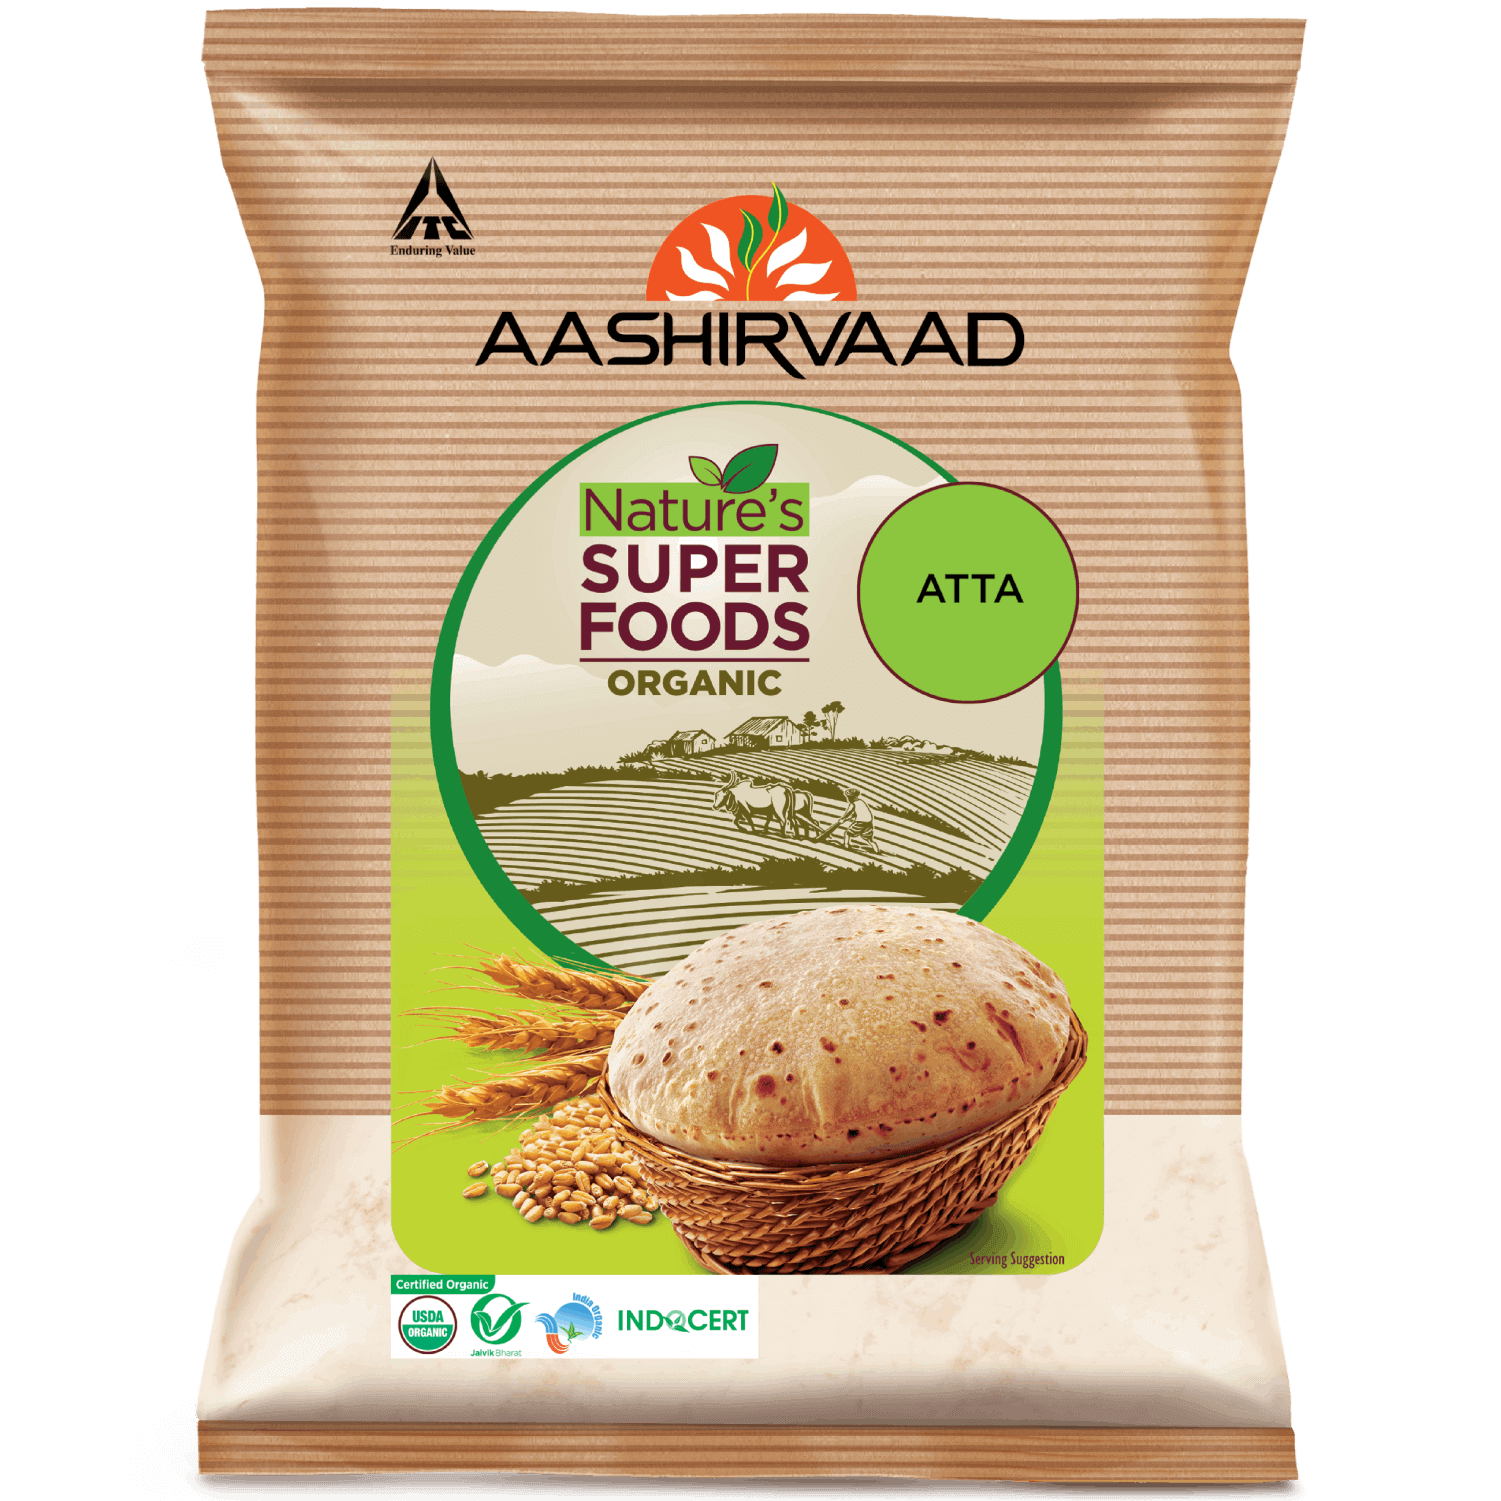 ITC
Enduring Value
AASHIRVAAD
Nature's
SUPER
FOODS
ORGANIC
ATTA
Serving Suggestion
Certified Organic
USDA
ORGANIC
Jaivik Bharat
India Organic
INDOCERT